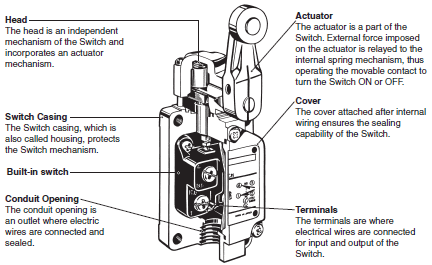 Head
The head is an independent
mechanism of the Switch and
incorporates an actuator
mechanism.
Switch Casing
The Switch casing, which is
also called housing, protects
the Switch mechanism.
Built-in switch
Conduit Opening
The conduit opening is
an outlet where electric
wires are connected and
sealed.
Actuator
The actuator is a part of the
Switch. External force imposed
on the actuator is relayed to the
internal spring mechanism, thus
operating the movable contact to
turn the Switch ON or OFF.
Cover
The cover attached after internal
wiring ensures the sealing
capability of the Switch.
Terminals
The terminals are where
electrical wires are connected
for input and output of the
Switch.